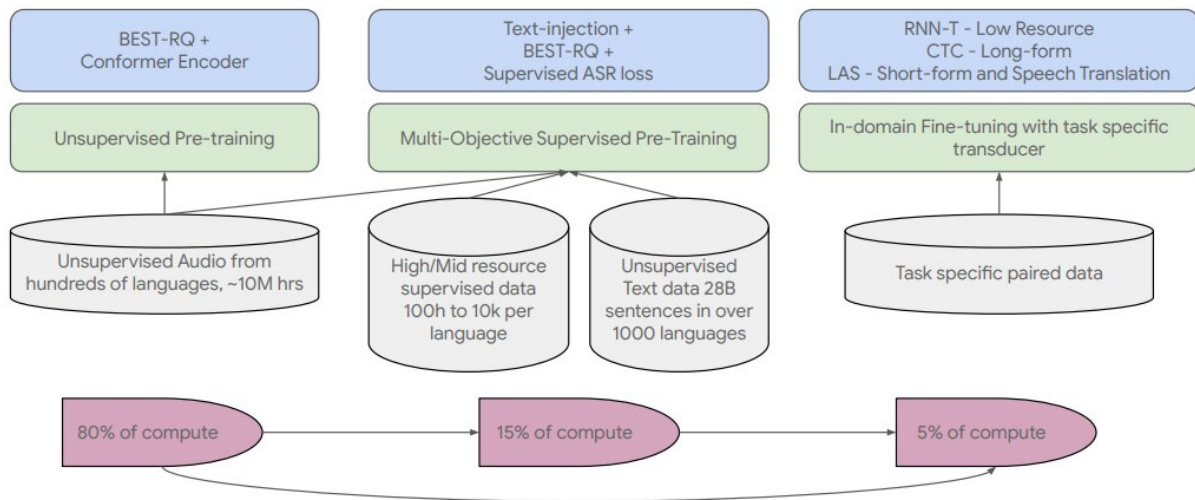 BEST-RQ +
Conformer Encoder
Text-injection +
BEST-RQ +
Supervised ASR loss
RNN-T - Low Resource
CTC - Long-form
LAS - Short-form and Speech Translation
Unsupervised Pre-training
Multi-Objective Supervised Pre-Training
In-domain Fine-tuning with task specific
transducer
Unsupervised Audio from
hundreds of languages, ~10M hrs
High/Mid resource
supervised data
100h to 10k per
language
Unsupervised
Text data 28B
sentences in over
1000 languages
Task specific paired data
80% of compute
15% of compute
5% of compute